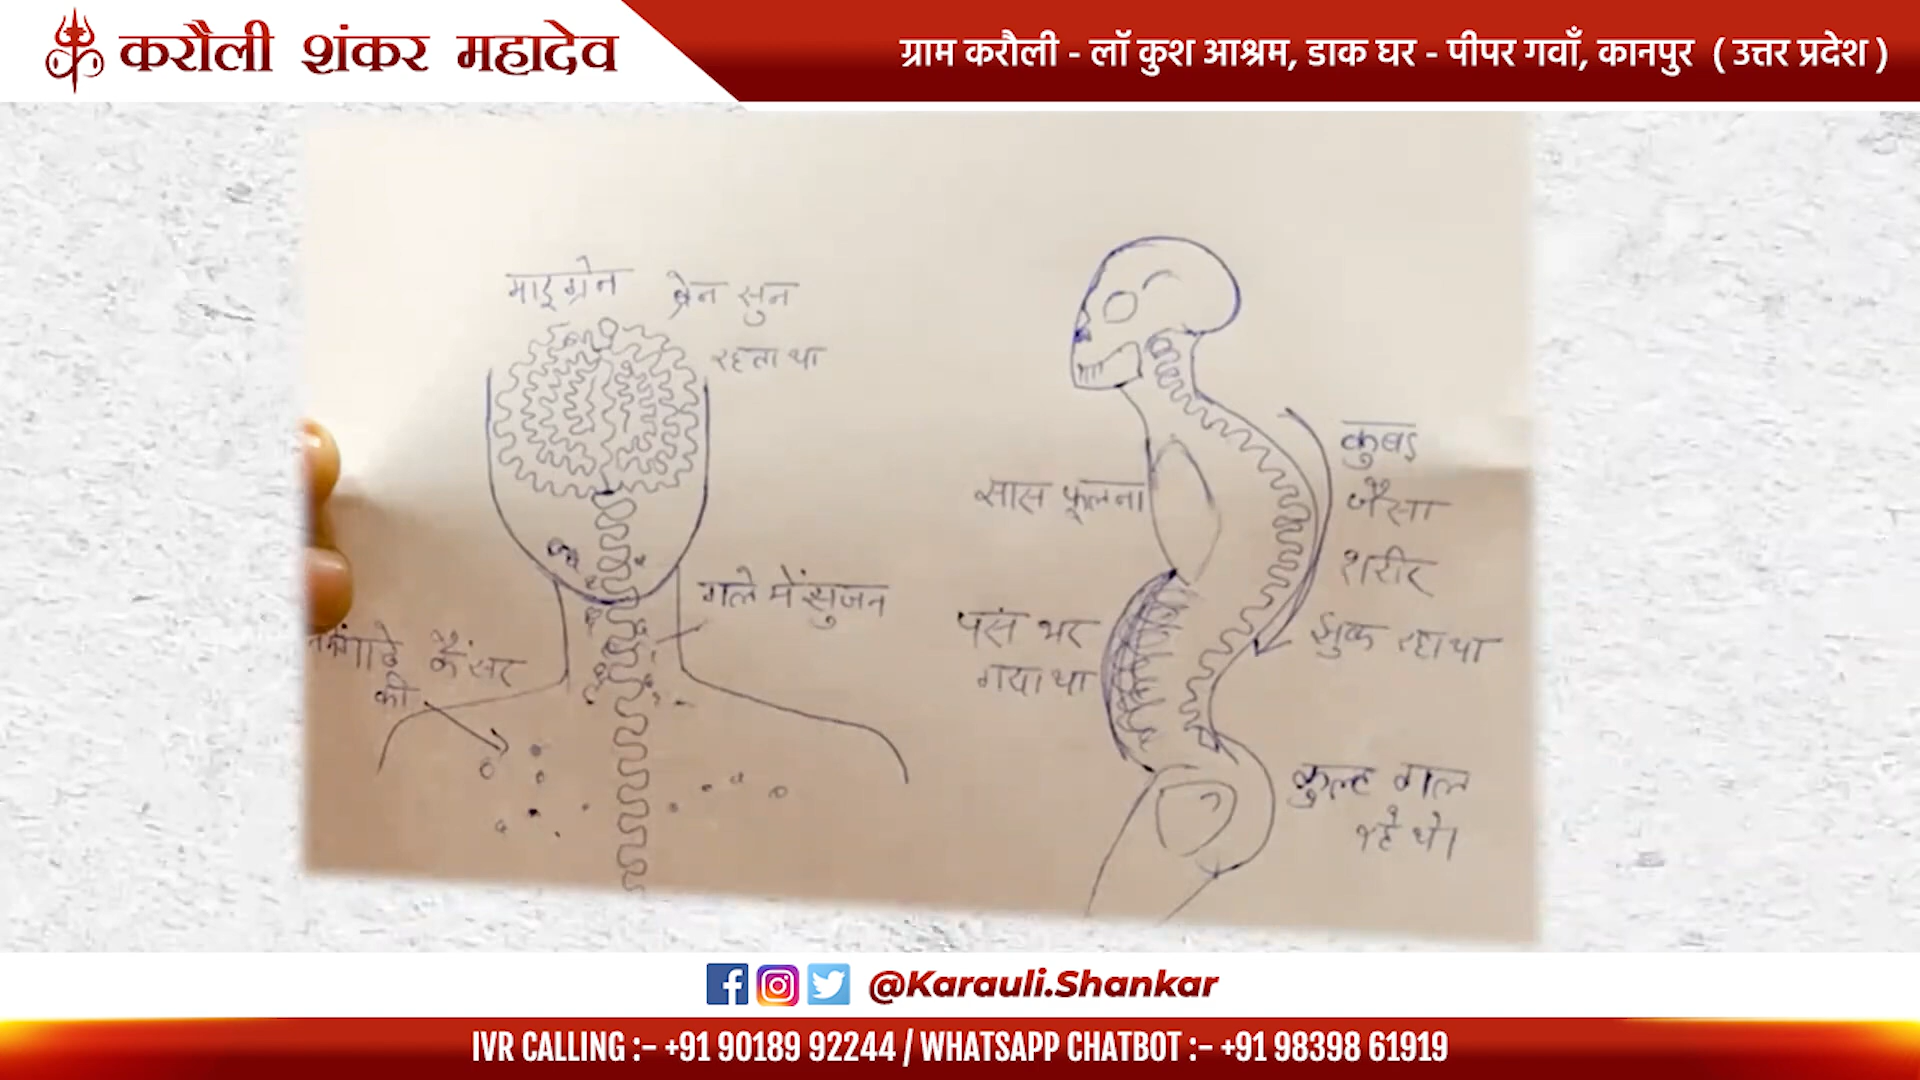 करौली शंकर महादेव
ग्राम करौली - लॉ कुश आश्रम, डाक घर - पीपर गवाँ, कानपुर ( उत्तर प्रदेश )
माइग्रेन
ब्रेन सुन
रहता था
गले में सुजन
कैंसर
की
सास फूलना
पस भर
गया था
कुबड़
जैसा
शरीर
झुक रहा था
कुल्हे गल
रहे थे।
@Karauli.Shankar
IVR CALLING :- +91 90189 92244 / WHATSAPP CHATBOT :- +91 98398 61919